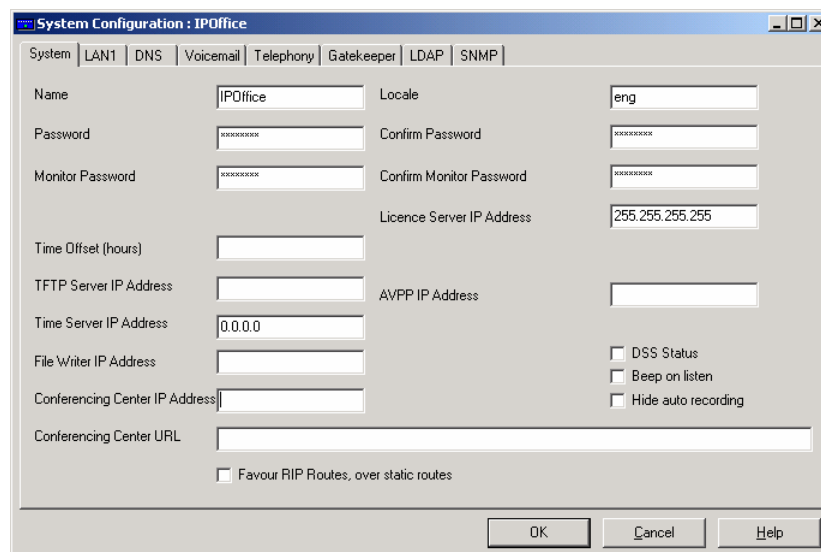 System Configuration : IPOffice
System LAN1 DNS Voicemail Telephony Gatekeeper LDAP SNMP
Name IPOffice Locale eng
Password ******** Confirm Password ********
Monitor Password ******** Confirm Monitor Password ********
Licence Server IP Address 255.255.255.255
Time Offset (hours)
TFTP Server IP Address AVPP IP Address
Time Server IP Address 0.0.0.0
File Writer IP Address DSS Status
Beep on listen
Conferencing Center IP Address Hide auto recording
Conferencing Center URL
Favour RIP Routes, over static routes
OK Cancel Help